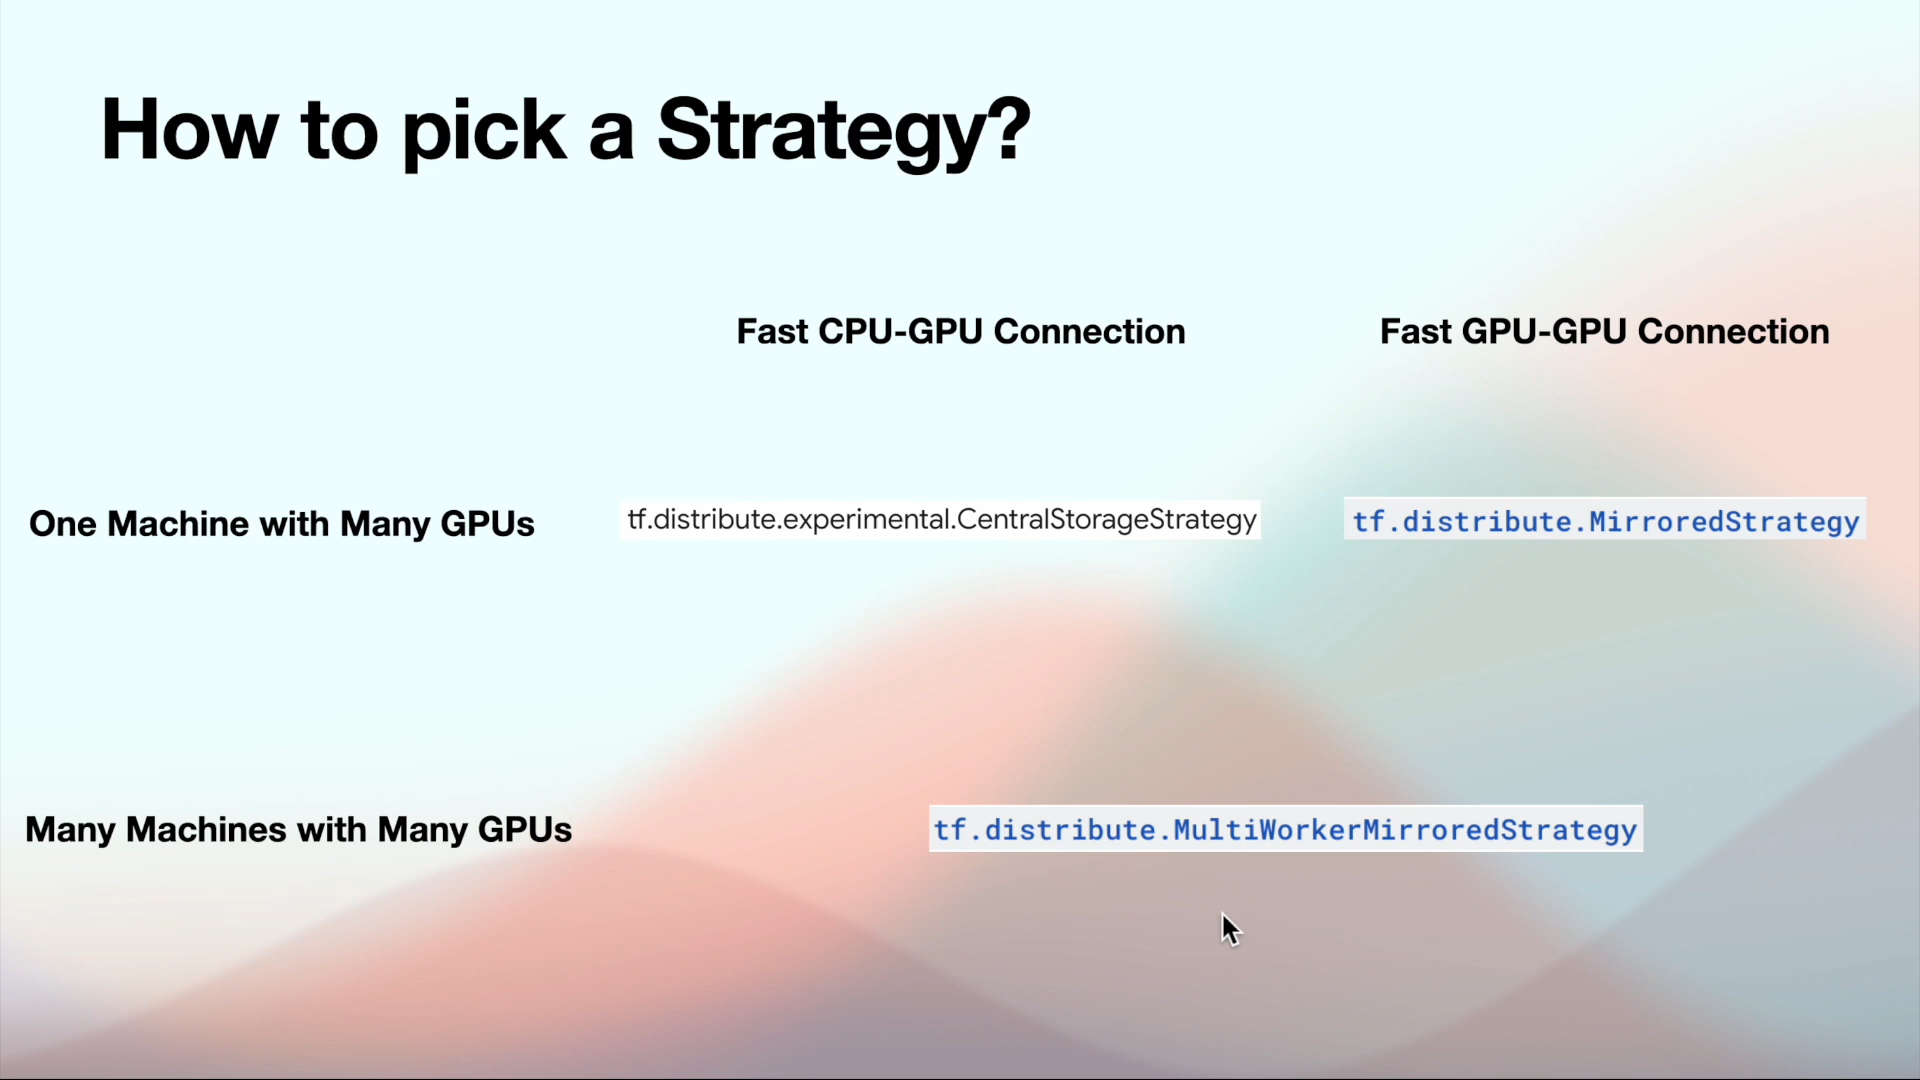 How to pick a Strategy?
Fast CPU-GPU Connection
Fast GPU-GPU Connection
One Machine with Many GPUs
tf.distribute.experimental.CentralStorageStrategy
tf.distribute.MirroredStrategy
Many Machines with Many GPUs
tf.distribute.MultiWorkerMirroredStrategy